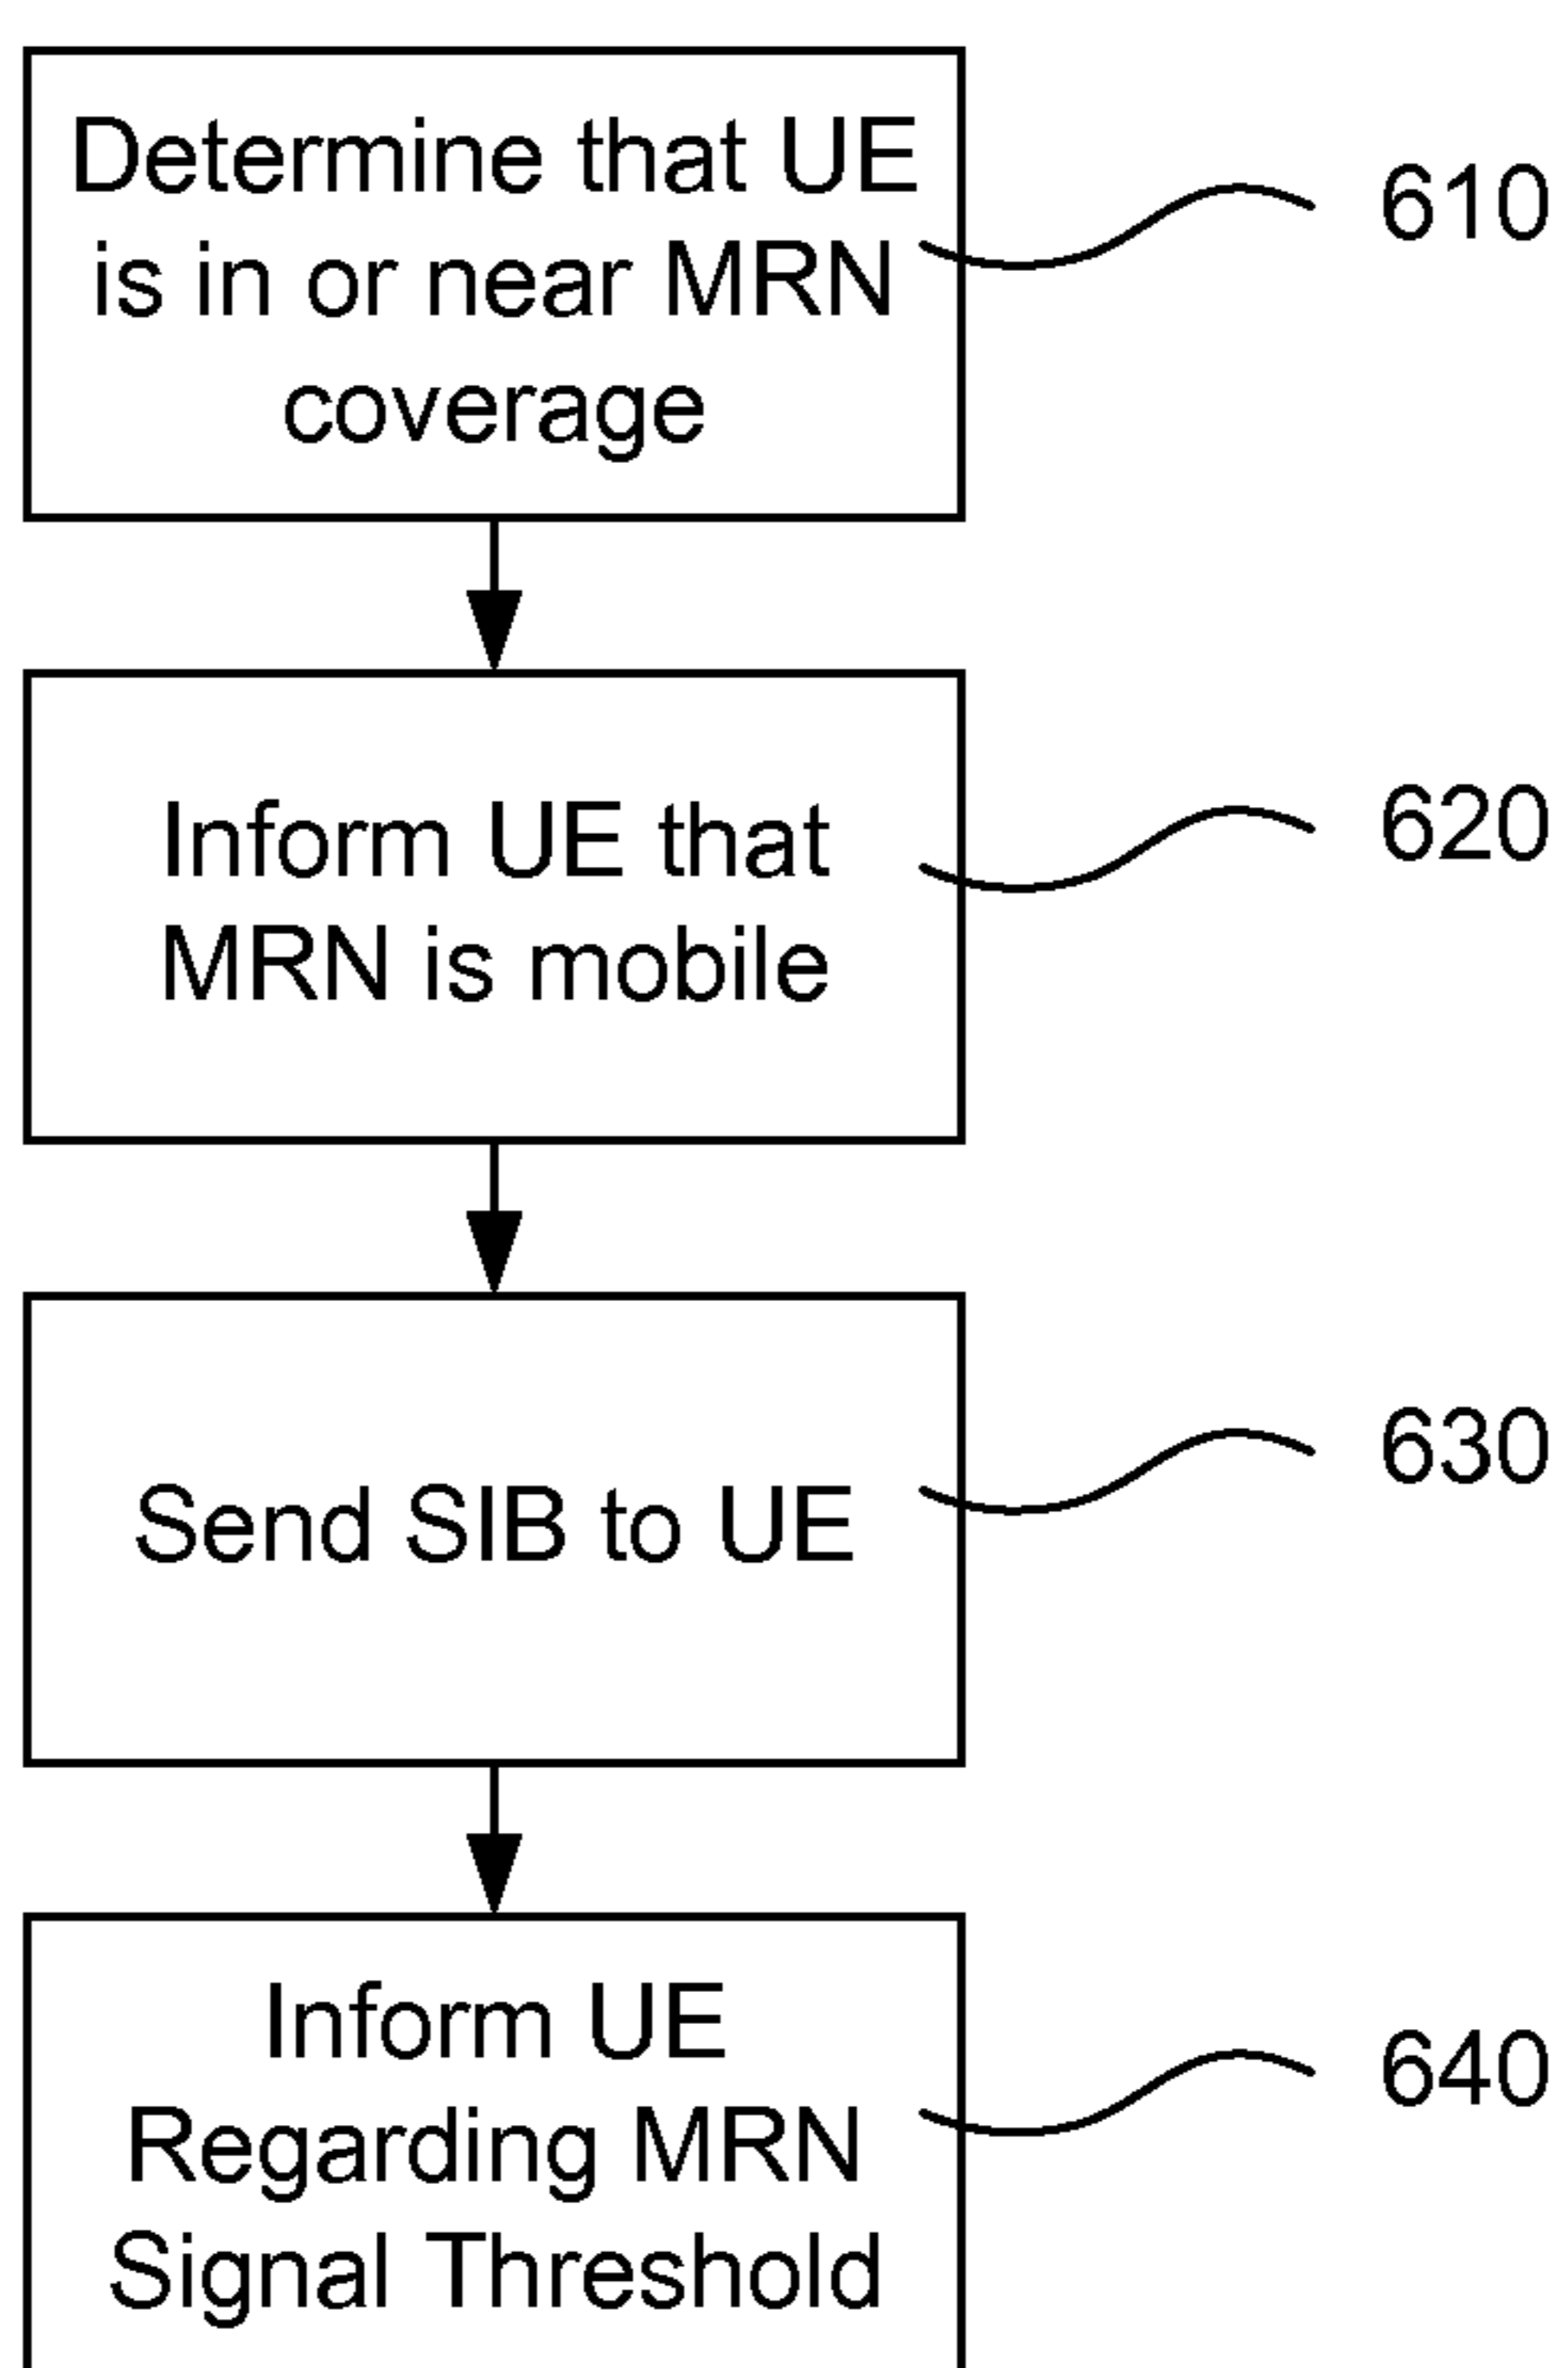 Determine that UE
is in or near MRN
coverage
610
Inform UE that
MRN is mobile
620
Send SIB to UE
630
Inform UE
Regarding MRN
Signal Threshold
640